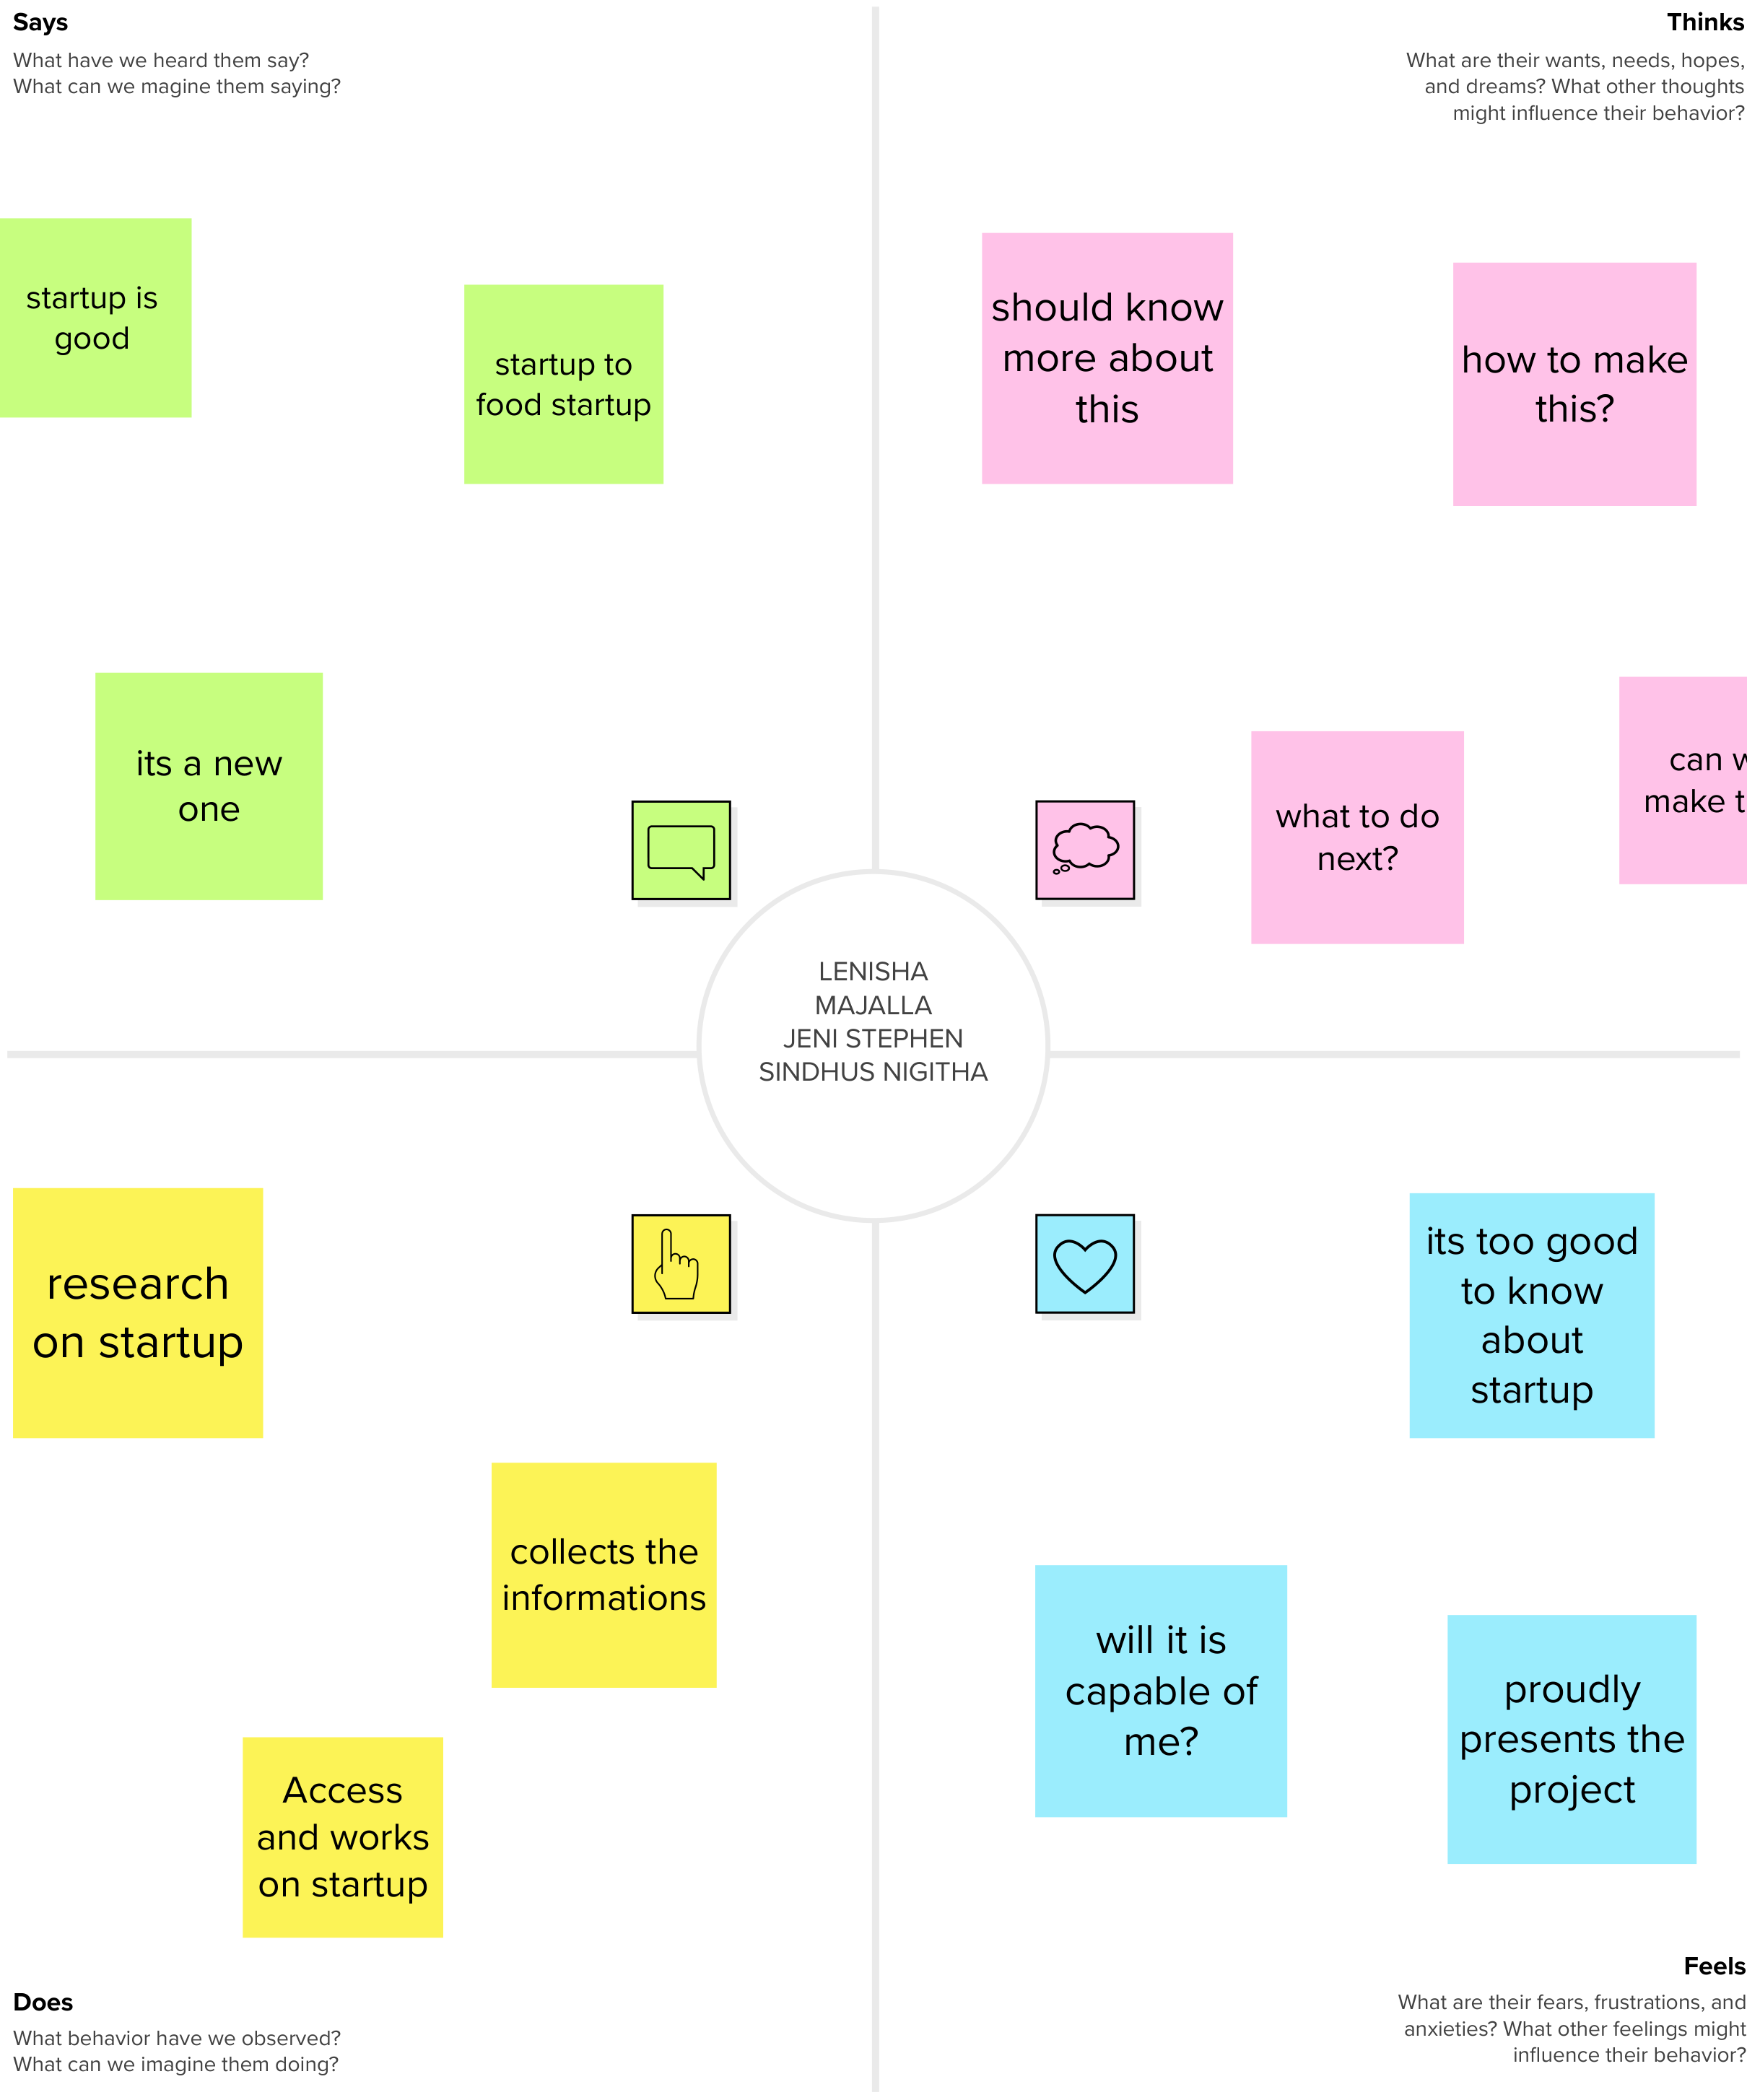 Says
What have we heard them say?
What can we magine them saying?
startup is
good
startup to
food startup
its a new
one
Thinks
What are their wants, needs, hopes,
and dreams? What other thoughts
might influence their behavior?
should know
more about
this
how to make
this?
what to do
next?
can
make
LENISHA
MAJALLA
JENI STEPHEN
SINDHUS NIGITHA
research
on startup
collects the
informations
Access
and works
on startup
Does
What behavior have we observed?
What can we imagine them doing?
its too good
to know
about
startup
will it is
capable of
me?
proudly
presents the
project
Feels
What are their fears, frustrations, and
anxieties? What other feelings might
influence their behavior?